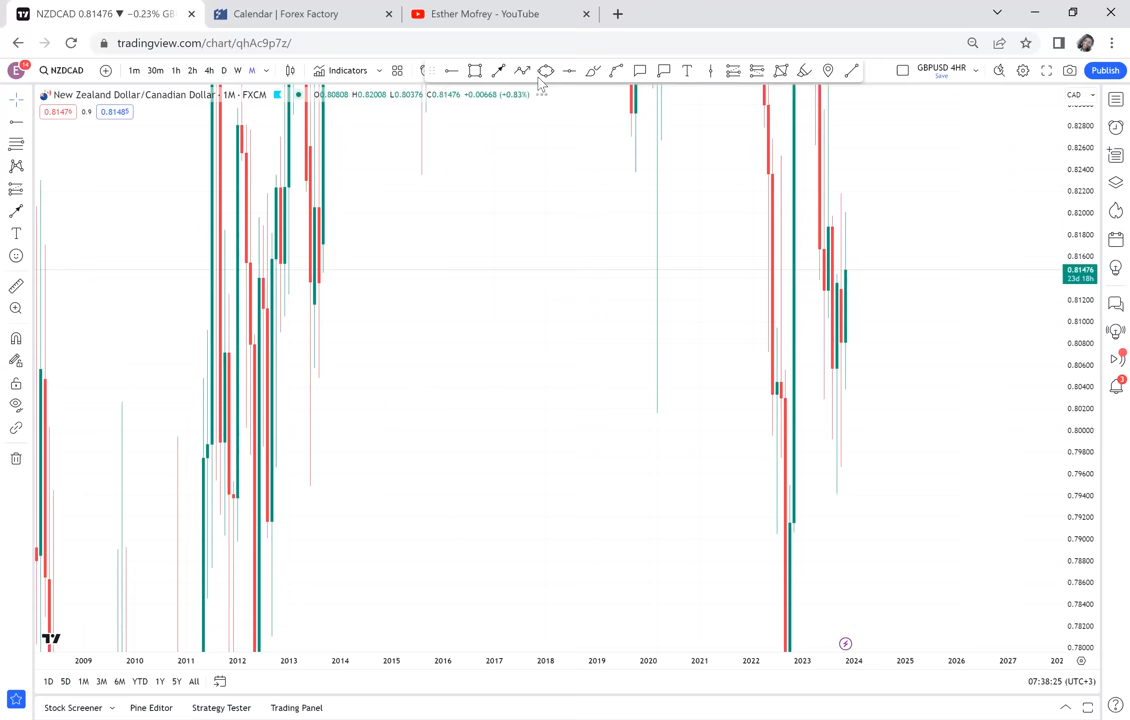 NZDCAD 0.81476 ▼ −0.23% GB
Calendar | Forex Factory
Esther Mofrey - YouTube
tradingview.com/chart/qhAc9p7z/
E 14
NZDCAD
1m 30m 1h 2h 4h D W M
Indicators
T
GBPUSD 4HR
Save
Publish
New Zealand Dollar/Canadian Dollar · 1M · FXCM
O0.80808 H0.82008 L0.80376 C0.81476 +0.00668 (+0.83%)
CAD
0.81476 0.9 0.81485
0.82800
0.82600
0.82400
0.82200
0.82000
0.81800
0.81600
0.81476
23d 18h
0.81200
0.81000
0.80800
0.80600
0.80400
0.80200
0.80000
0.79800
0.79600
0.79400
0.79200
0.79000
0.78800
0.78600
0.78400
0.78200
0.78000
3
2009 2010 2011 2012 2013 2014 2015 2016 2017 2018 2019 2020 2021 2022 2023 2024 2025 2026 2027 202
1D 5D 1M 3M 6M YTD 1Y 5Y All
07:38:25 (UTC+3)
Stock Screener Pine Editor Strategy Tester Trading Panel